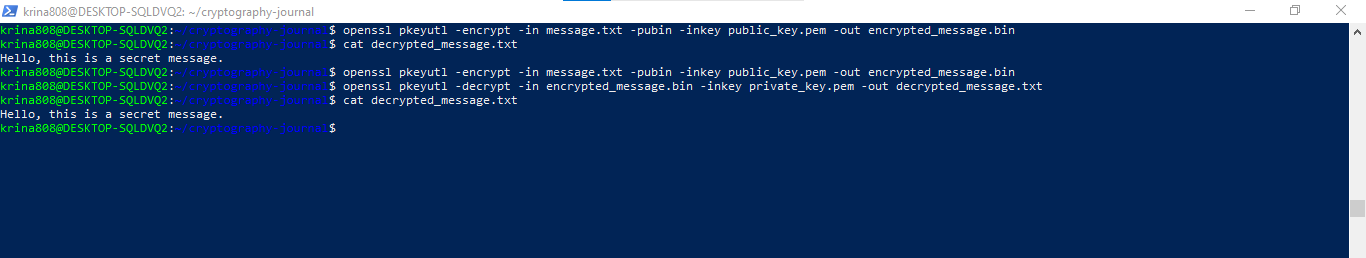 krina808@DESKTOP-SQLDVQ2: ~/cryptography-journal
krina808@DESKTOP-SQLDVQ2:~/cryptography-journal$ openssl pkeyutl -encrypt -in message.txt -pubin -inkey public_key.pem -out encrypted_message.bin
krina808@DESKTOP-SQLDVQ2:~/cryptography-journal$ cat decrypted_message.txt
Hello, this is a secret message.
krina808@DESKTOP-SQLDVQ2:~/cryptography-journal$ openssl pkeyutl -encrypt -in message.txt -pubin -inkey public_key.pem -out encrypted_message.bin
krina808@DESKTOP-SQLDVQ2:~/cryptography-journal$ openssl pkeyutl -decrypt -in encrypted_message.bin -inkey private_key.pem -out decrypted_message.txt
krina808@DESKTOP-SQLDVQ2:~/cryptography-journal$ cat decrypted_message.txt
Hello, this is a secret message.
krina808@DESKTOP-SQLDVQ2:~/cryptography-journal$